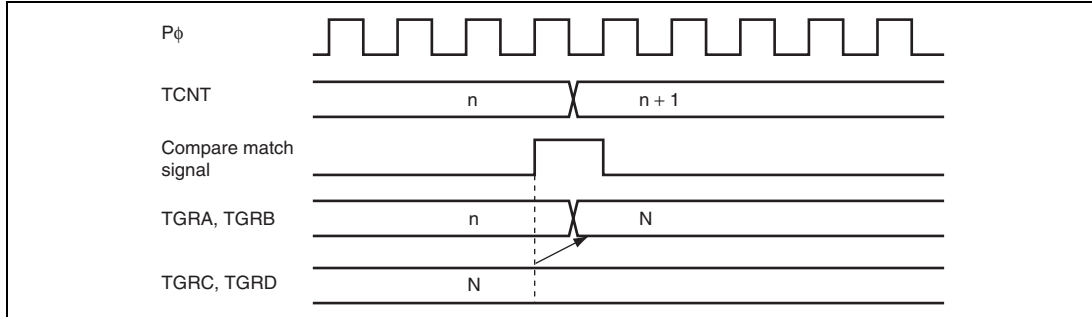 Pϕ
TCNT n n + 1
Compare match
signal
TGRA, TGRB n N
TGRC, TGRD N